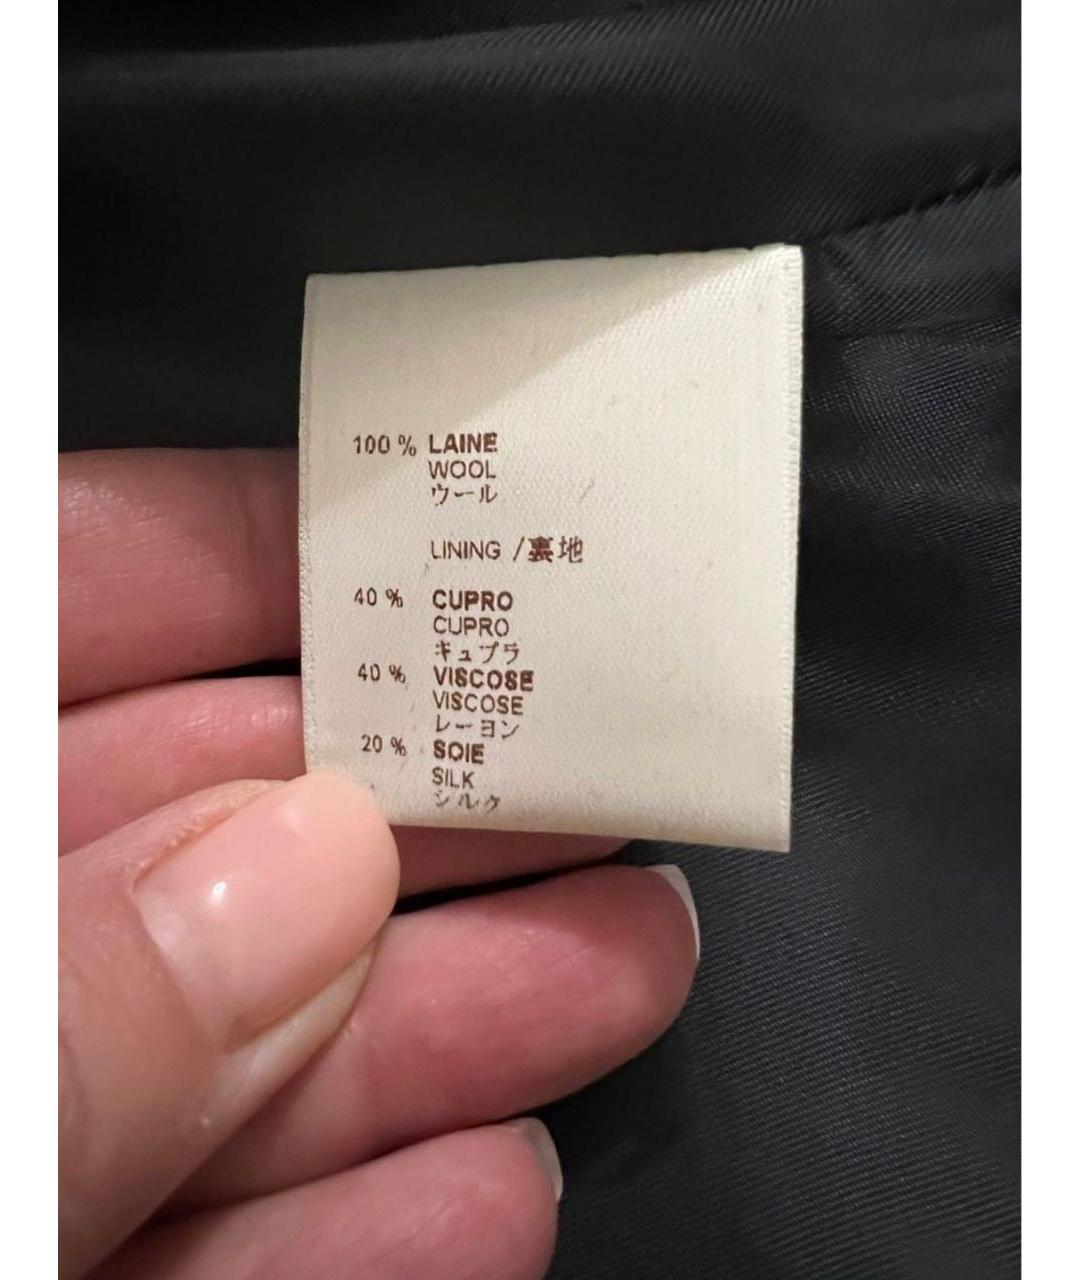 100 % LAINE
WOOL
ウール
LINING /裏地
40 % CUPRO
CUPRO
キュプラ
40 % VISCOSE
VISCOSE
レーヨン
20 % SOIE
SILK
シルク